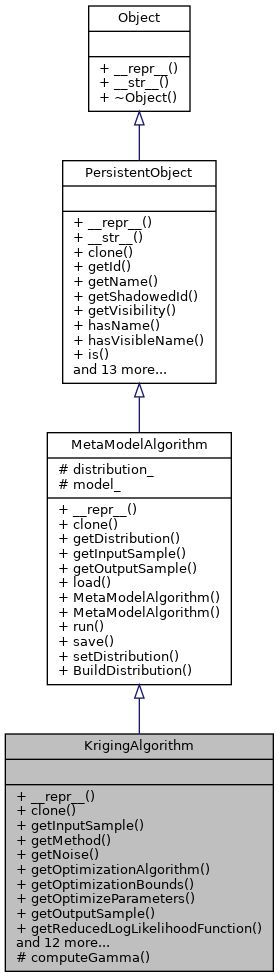 Object
+ __repr__()
+ __str__()
+ ~Object()
PersistentObject
+ __repr__()
+ __str__()
+ clone()
+ getId()
+ getName()
+ getShadowedId()
+ getVisibility()
+ hasName()
+ hasVisibleName()
+ is()
and 13 more...
MetaModelAlgorithm
# distribution_
# model_
+ __repr__()
+ clone()
+ getDistribution()
+ getInputSample()
+ getOutputSample()
+ load()
+ MetaModelAlgorithm()
+ MetaModelAlgorithm()
+ run()
+ save()
+ setDistribution()
+ BuildDistribution()
KrigingAlgorithm
+ __repr__()
+ clone()
+ getInputSample()
+ getMethod()
+ getNoise()
+ getOptimizationAlgorithm()
+ getOptimizationBounds()
+ getOptimizeParameters()
+ getOutputSample()
+ getReducedLogLikelihoodFunction()
and 12 more...
# computeGamma()